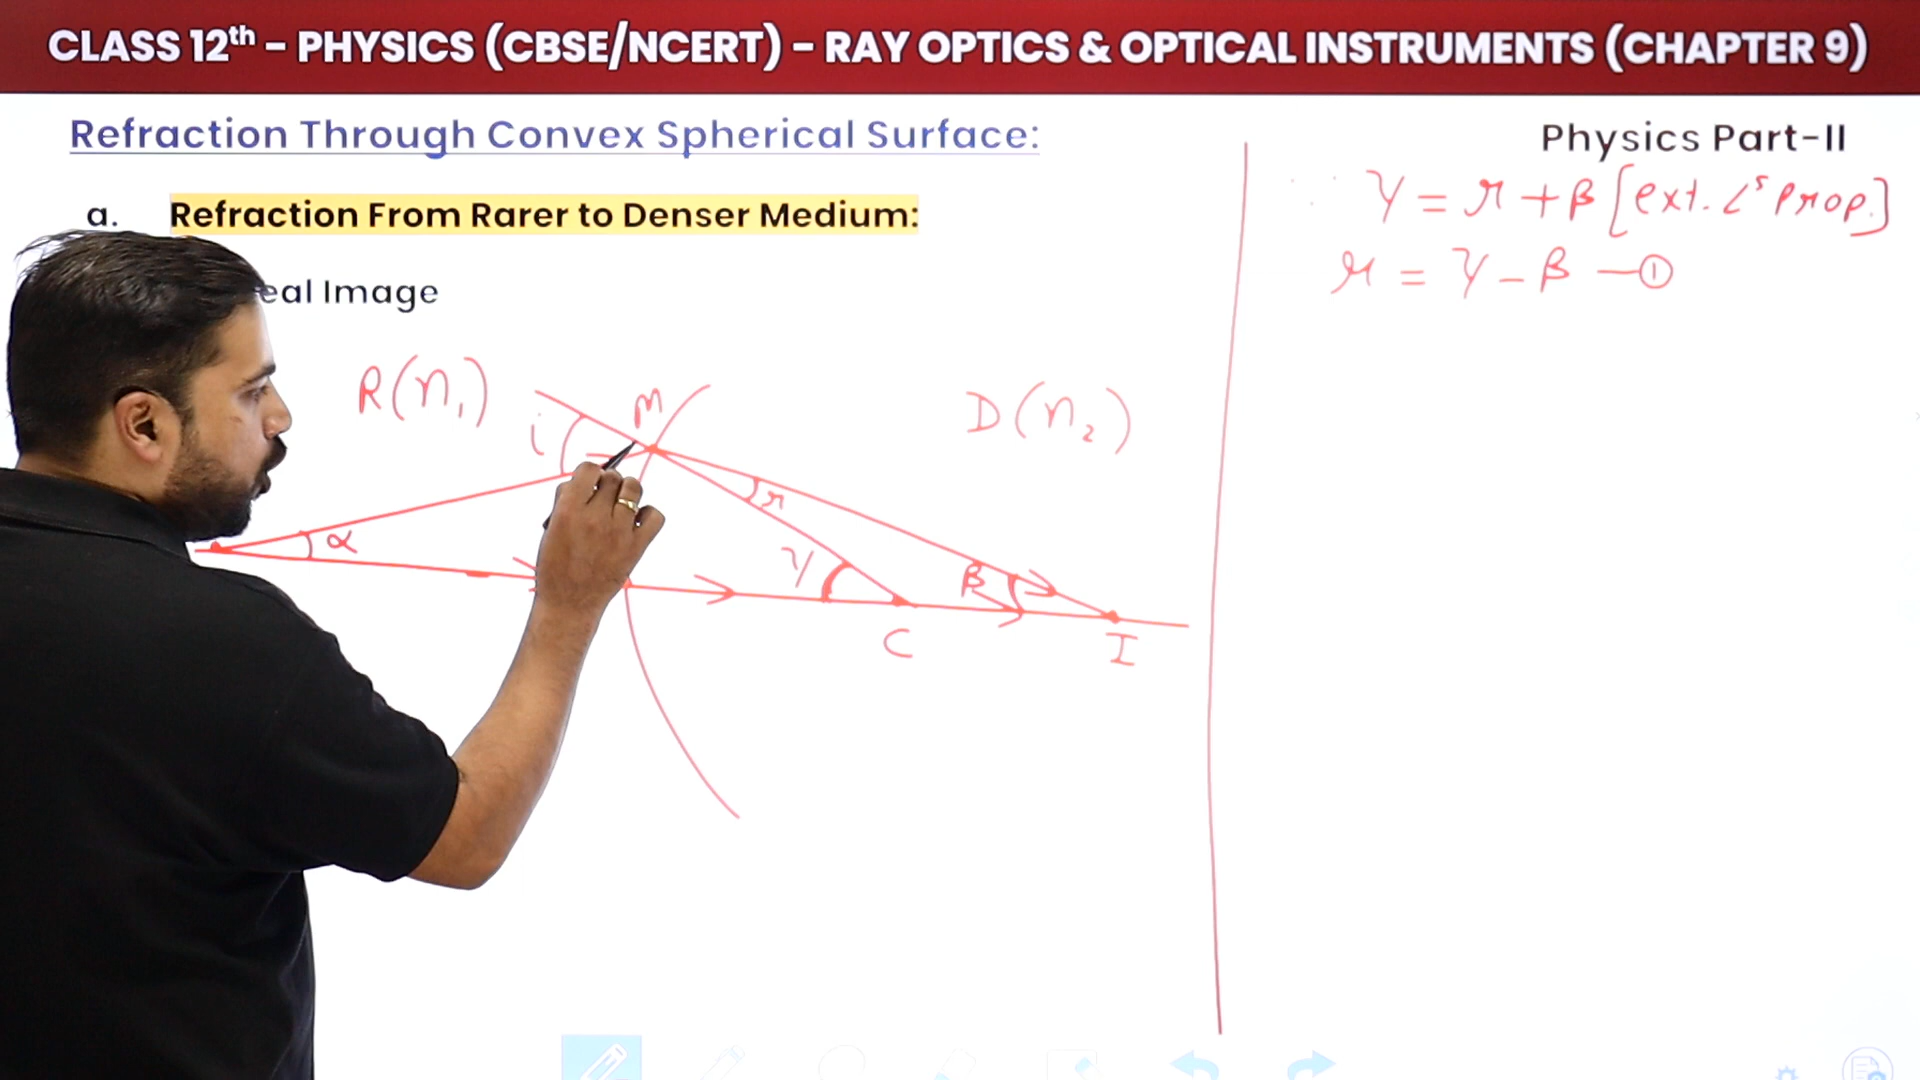 CLASS 12th – PHYSICS (CBSE/NCERT) – RAY OPTICS & OPTICAL INSTRUMENTS (CHAPTER 9)
Refraction Through Convex Spherical Surface:
Physics Part-II
a. Refraction From Rarer to Denser Medium:
eal Image
R(n₁)
M
D(n₂)
i
r
α
γ
β
C
I
γ = r + β [ext. ∠ˢ prop.]
r = γ – β —①